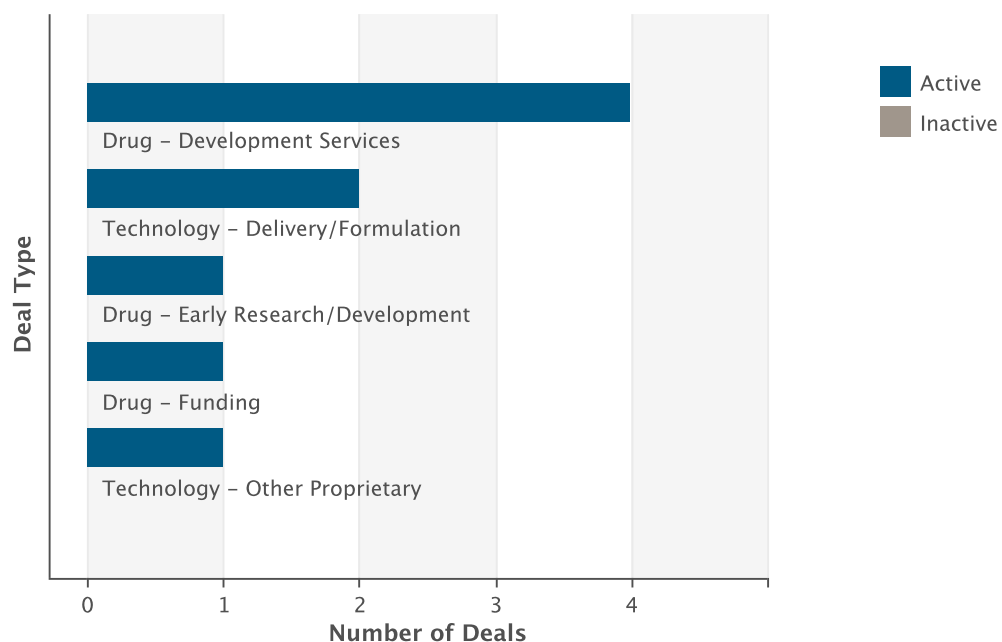 Active
Inactive
Drug – Development Services
Technology – Delivery/Formulation
Drug – Early Research/Development
Drug – Funding
Technology – Other Proprietary
Deal Type
0 1 2 3 4
Number of Deals